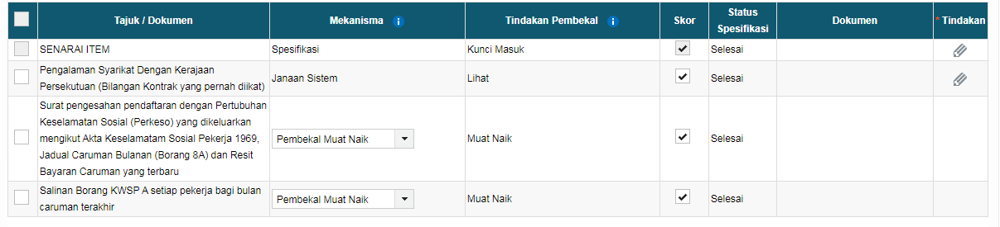 Tajuk / Dokumen Mekanisma i Tindakan Pembekal i Skor Status Spesifikasi Dokumen * Tindakan
SENARAI ITEM Spesifikasi Kunci Masuk Selesai
Pengalaman Syarikat Dengan Kerajaan
Persekutuan (Bilangan Kontrak yang pernah diikat) Janaan Sistem Lihat Selesai
Surat pengesahan pendaftaran dengan Pertubuhan
Keselamatan Sosial (Perkeso) yang dikeluarkan
mengikut Akta Keselamatam Sosial Pekerja 1969, Pembekal Muat Naik Muat Naik Selesai
Jadual Caruman Bulanan (Borang 8A) dan Resit
Bayaran Caruman yang terbaru
Salinan Borang KWSP A setiap pekerja bagi bulan
caruman terakhir Pembekal Muat Naik Muat Naik Selesai